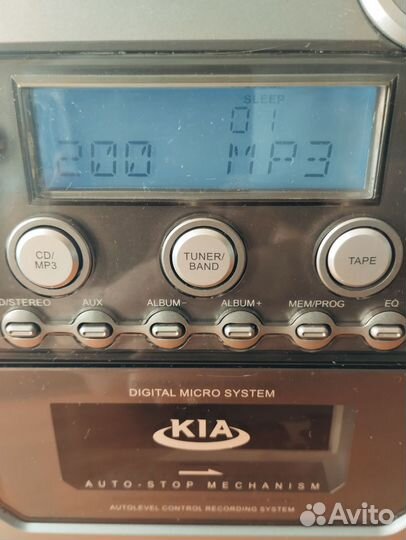 SLEEP
01
200 MP3
CD/
MP3
TUNER/
BAND
TAPE
D/STEREO AUX ALBUM− ALBUM+ MEM/PROG EQ
DIGITAL MICRO SYSTEM
KIA
AUTO-STOP MECHANISM
AUTOLEVEL CONTROL RECORDING SYSTEM
Avito